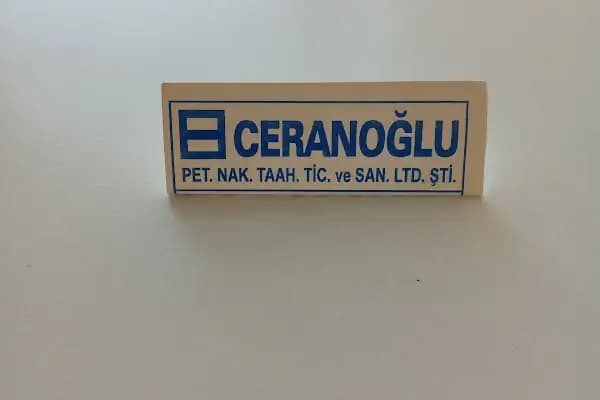 CERANOĞLU
PET. NAK. TAAH. TİC. ve SAN. LTD. ŞTİ.